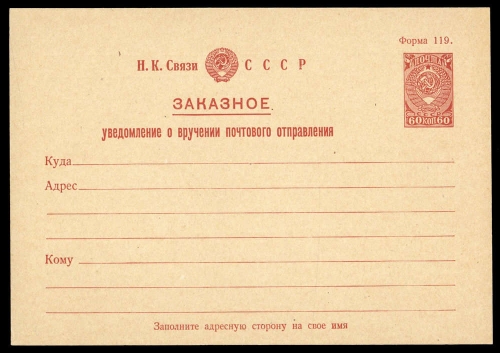 Форма 119.
Н. К. Связи СССР
ПОЧТА
60 КОП 60
ЗАКАЗНОЕ
уведомление о вручении почтового отправления
Куда
Адрес
Кому
Заполните адресную сторону на свое имя